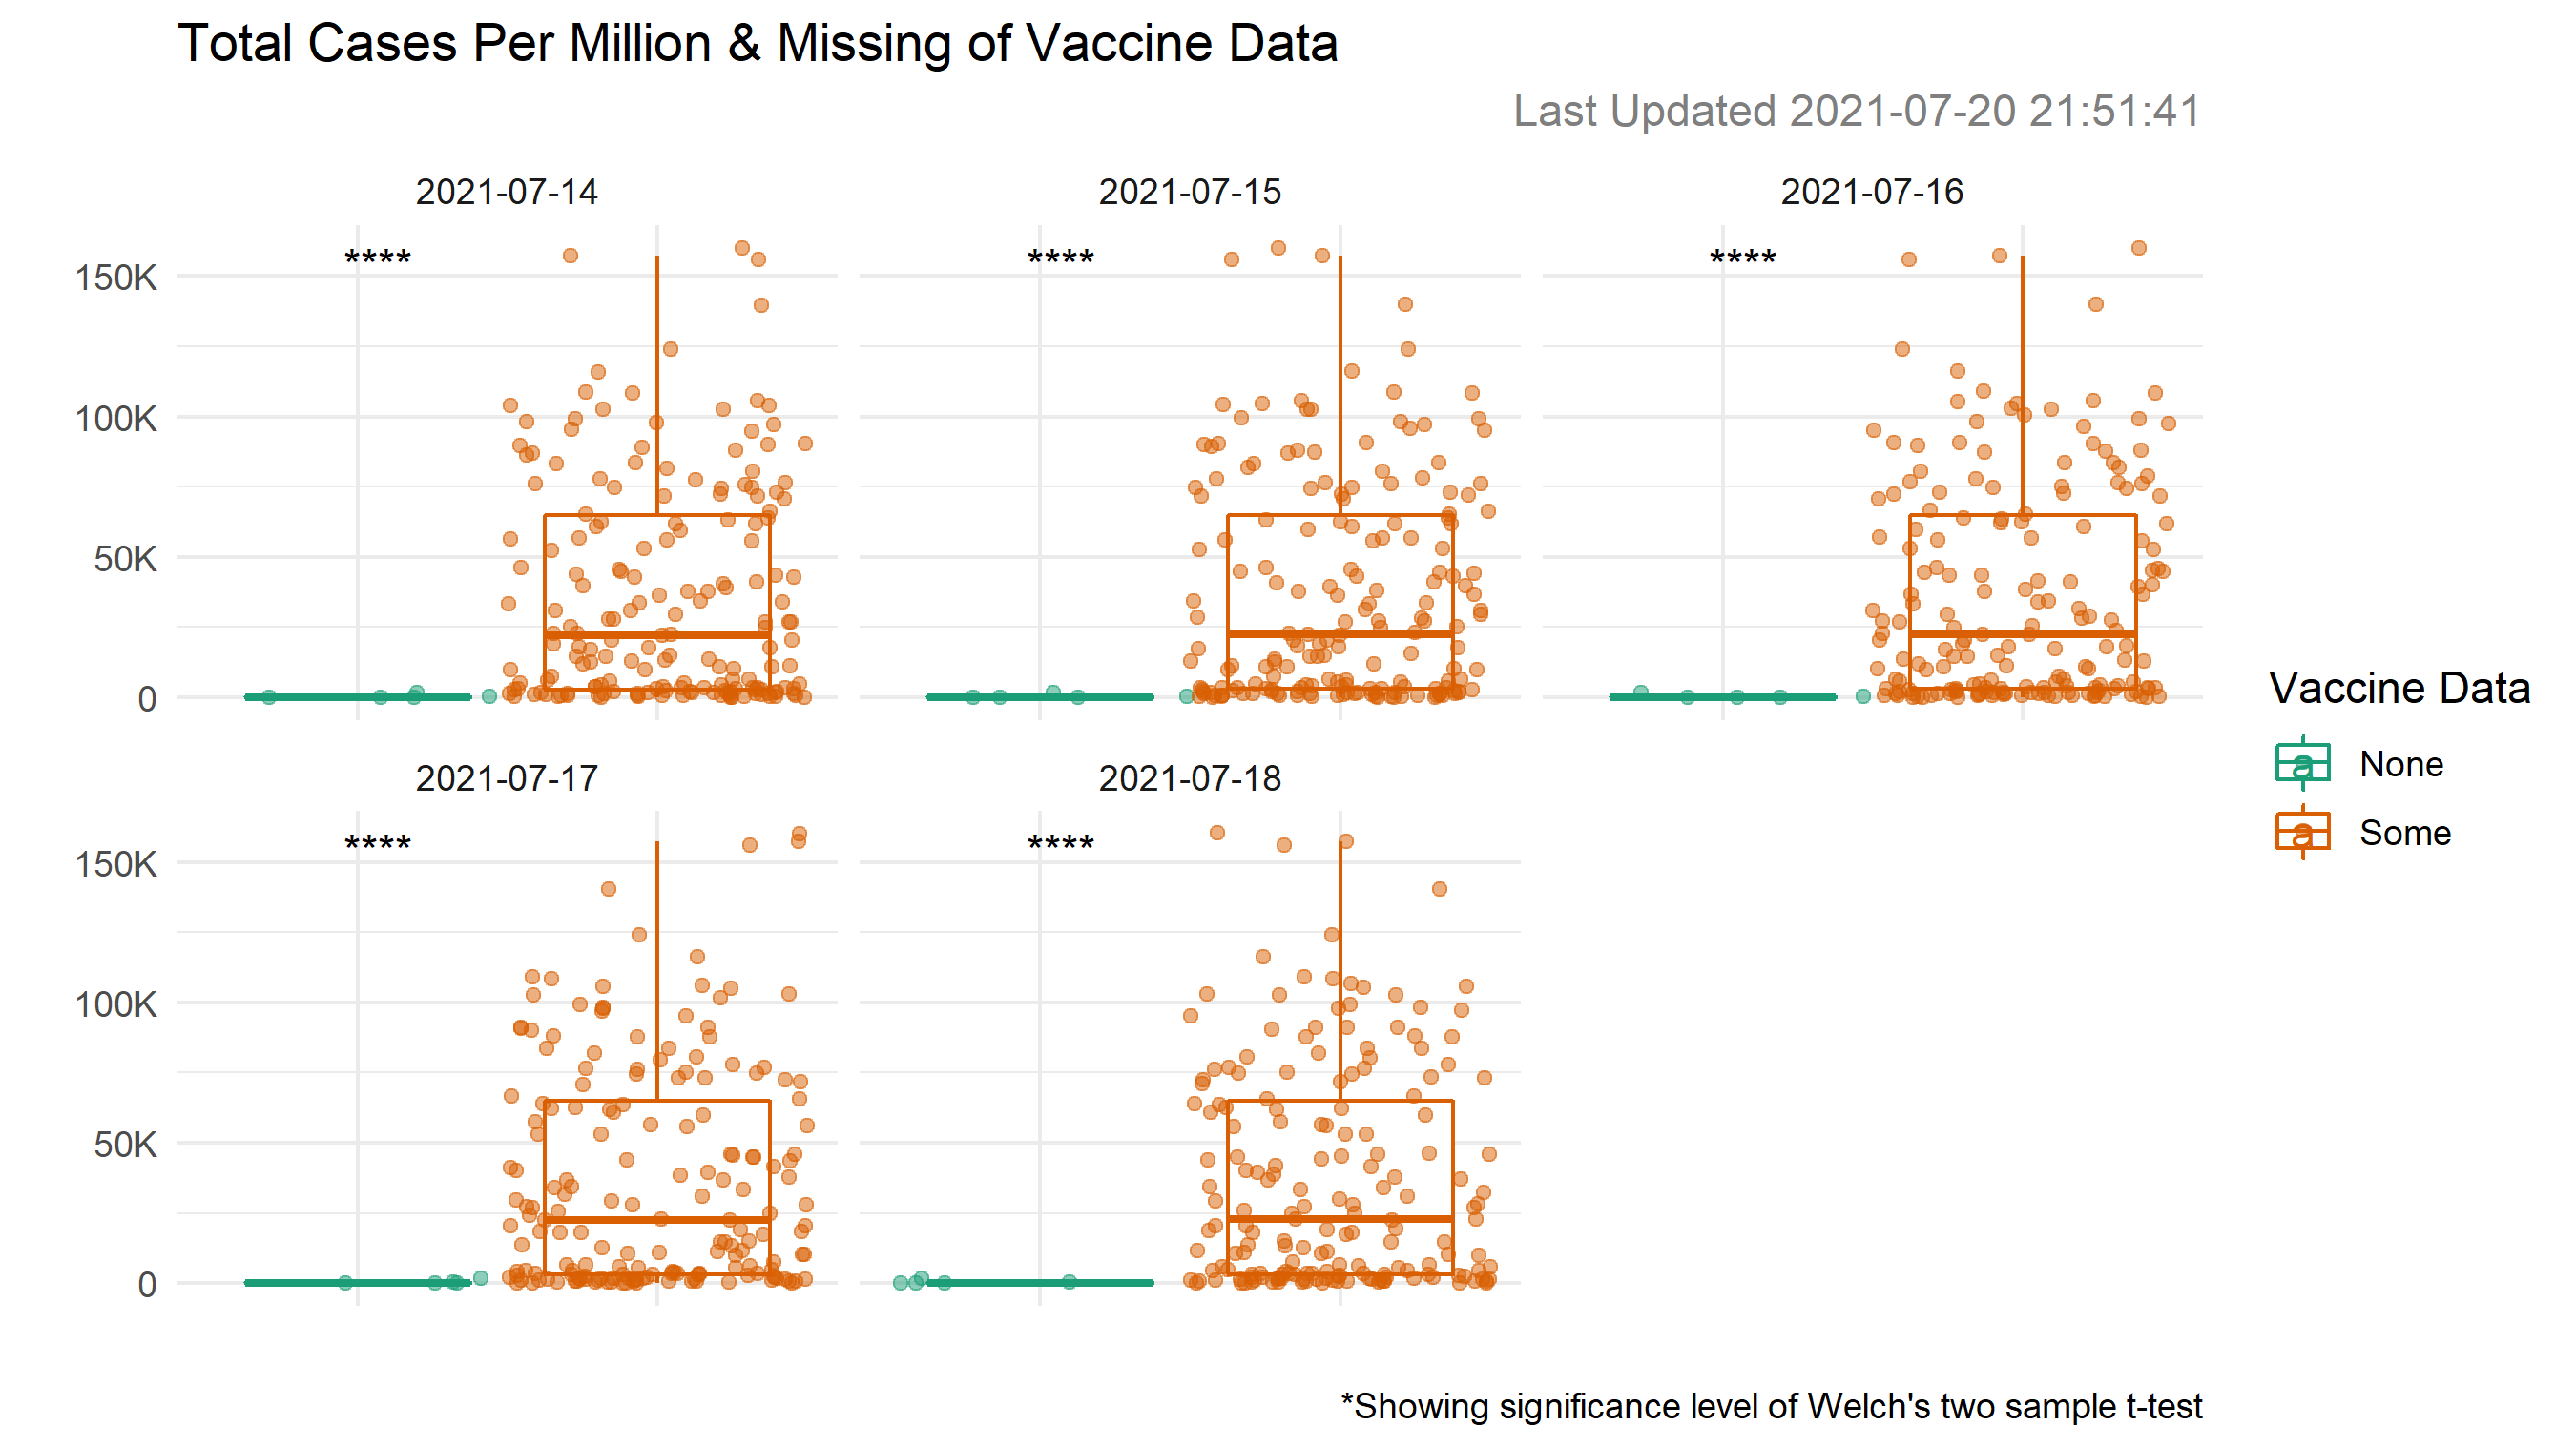 Total Cases Per Million & Missing of Vaccine Data
Last Updated 2021-07-20 21:51:41
2021-07-14
2021-07-15
2021-07-16
****
****
****
150K
100K
50K
0
2021-07-17
2021-07-18
****
****
150K
100K
50K
0
Vaccine Data
a None
a Some
*Showing significance level of Welch's two sample t-test